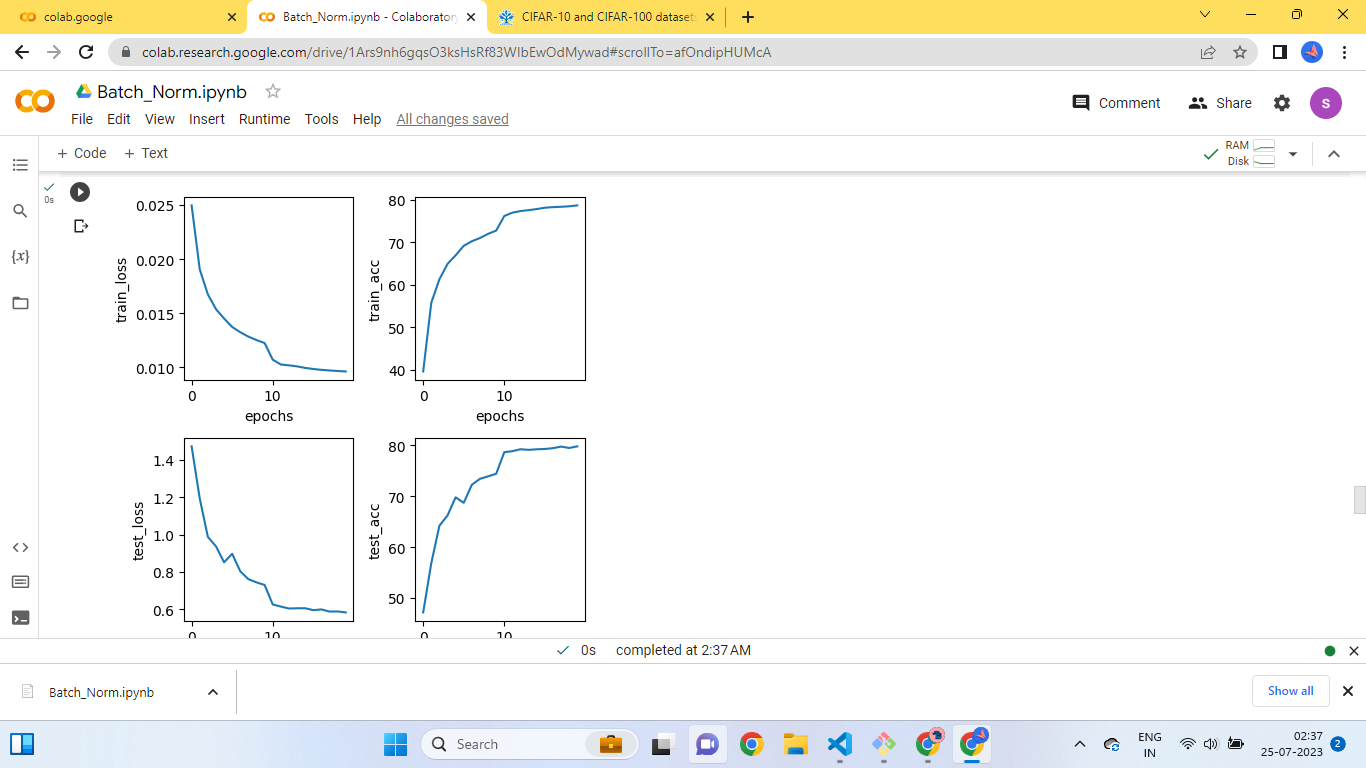 colab.google
Batch_Norm.ipynb - Colaboratory
CIFAR-10 and CIFAR-100 datasets
colab.research.google.com/drive/1Ars9nh6gqsO3ksHsRf83WIbEwOdMywad#scrollTo=afOndipHUMcA
Batch_Norm.ipynb
File Edit View Insert Runtime Tools Help All changes saved
Comment Share S
+ Code + Text
RAM
Disk
0s
{x}
0.025
0.020
0.015
0.010
train_loss
0 10
epochs
80
70
60
50
40
train_acc
0 10
epochs
1.4
1.2
1.0
0.8
0.6
test_loss
0 10
80
70
60
50
test_acc
0 10
0s completed at 2:37 AM
Batch_Norm.ipynb
Show all
Search
ENG
IN
02:37
25-07-2023
2